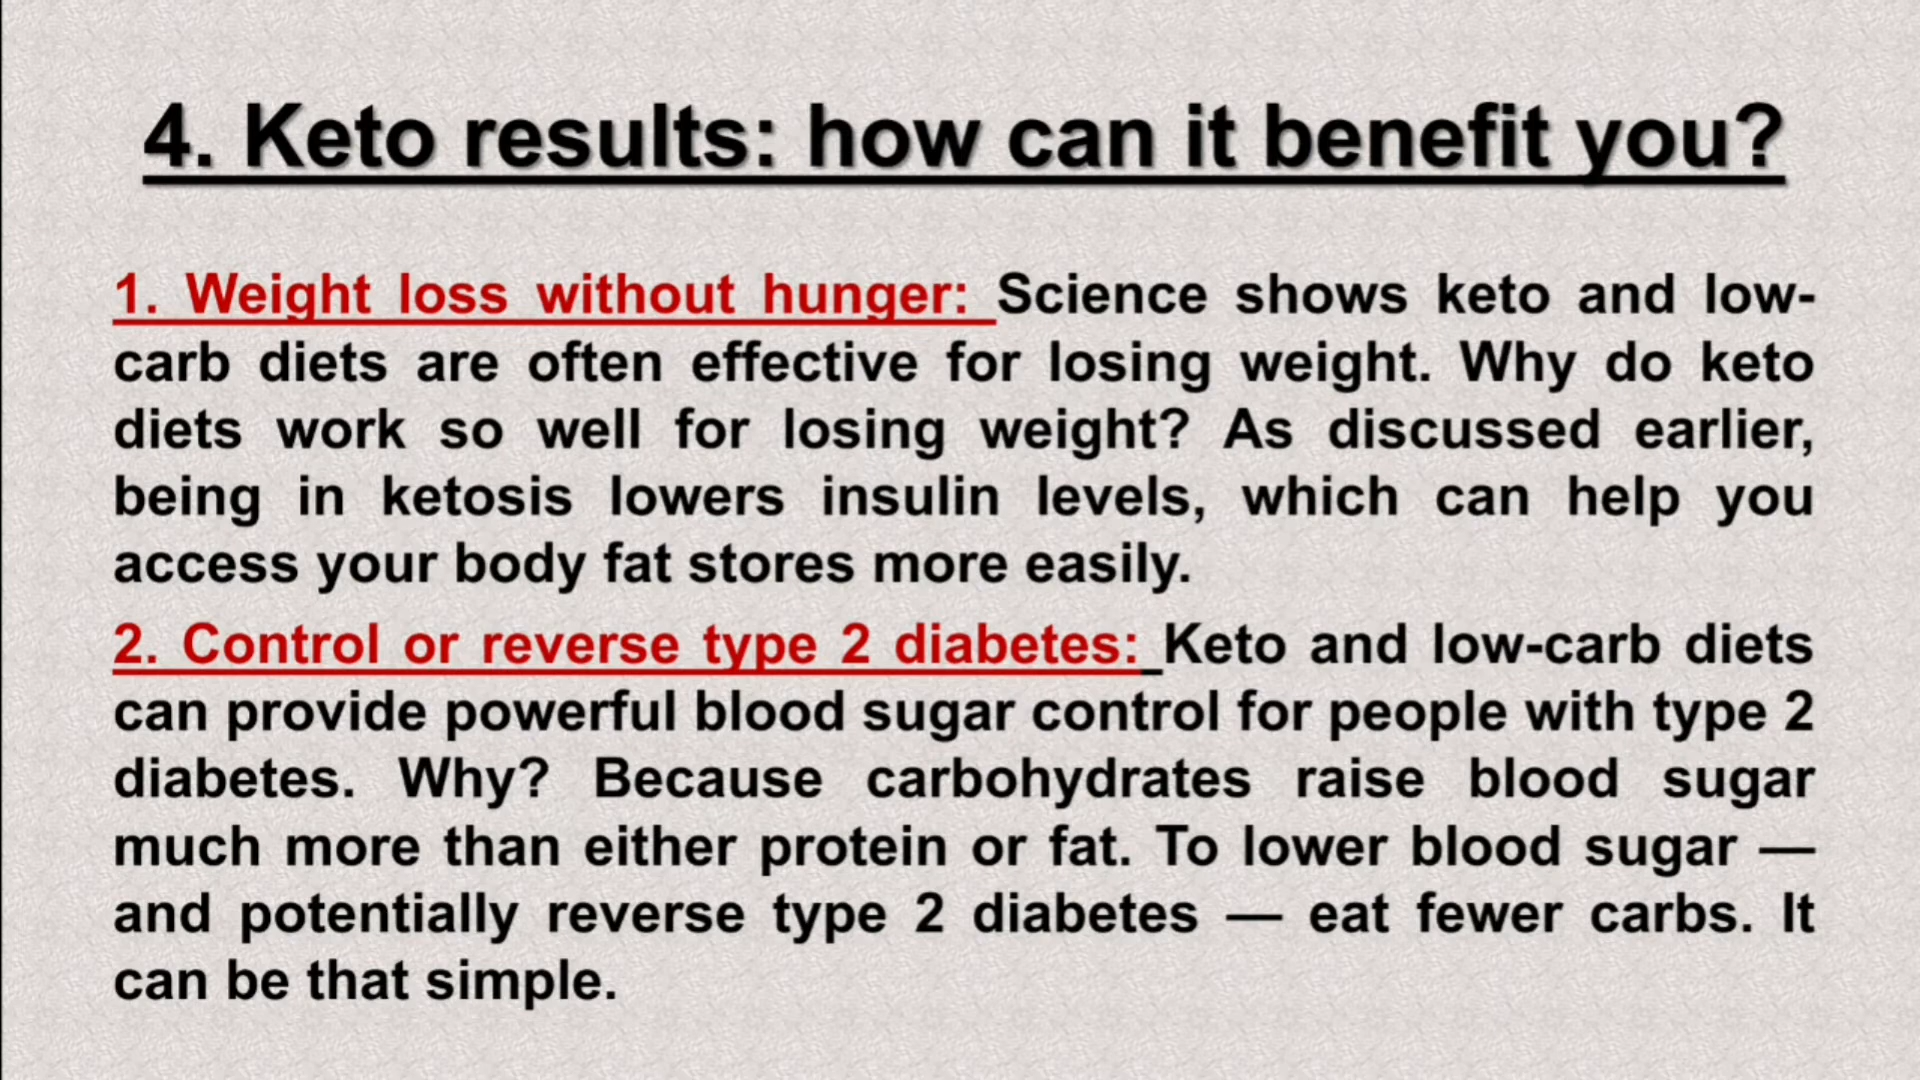 4. Keto results: how can it benefit you?
1. Weight loss without hunger: Science shows keto and low-
carb diets are often effective for losing weight. Why do keto
diets work so well for losing weight? As discussed earlier,
being in ketosis lowers insulin levels, which can help you
access your body fat stores more easily.
2. Control or reverse type 2 diabetes: Keto and low-carb diets
can provide powerful blood sugar control for people with type 2
diabetes. Why? Because carbohydrates raise blood sugar
much more than either protein or fat. To lower blood sugar —
and potentially reverse type 2 diabetes — eat fewer carbs. It
can be that simple.